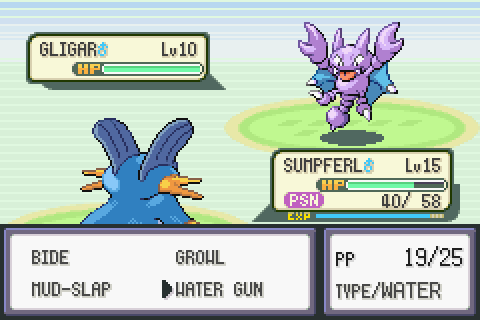 GLIGAR♂ Lv10
HP
SUMPFERL♂ Lv15
HP
PSN 40/ 58
EXP
BIDE GROWL
MUD-SLAP ▶WATER GUN
PP 19/25
TYPE/WATER